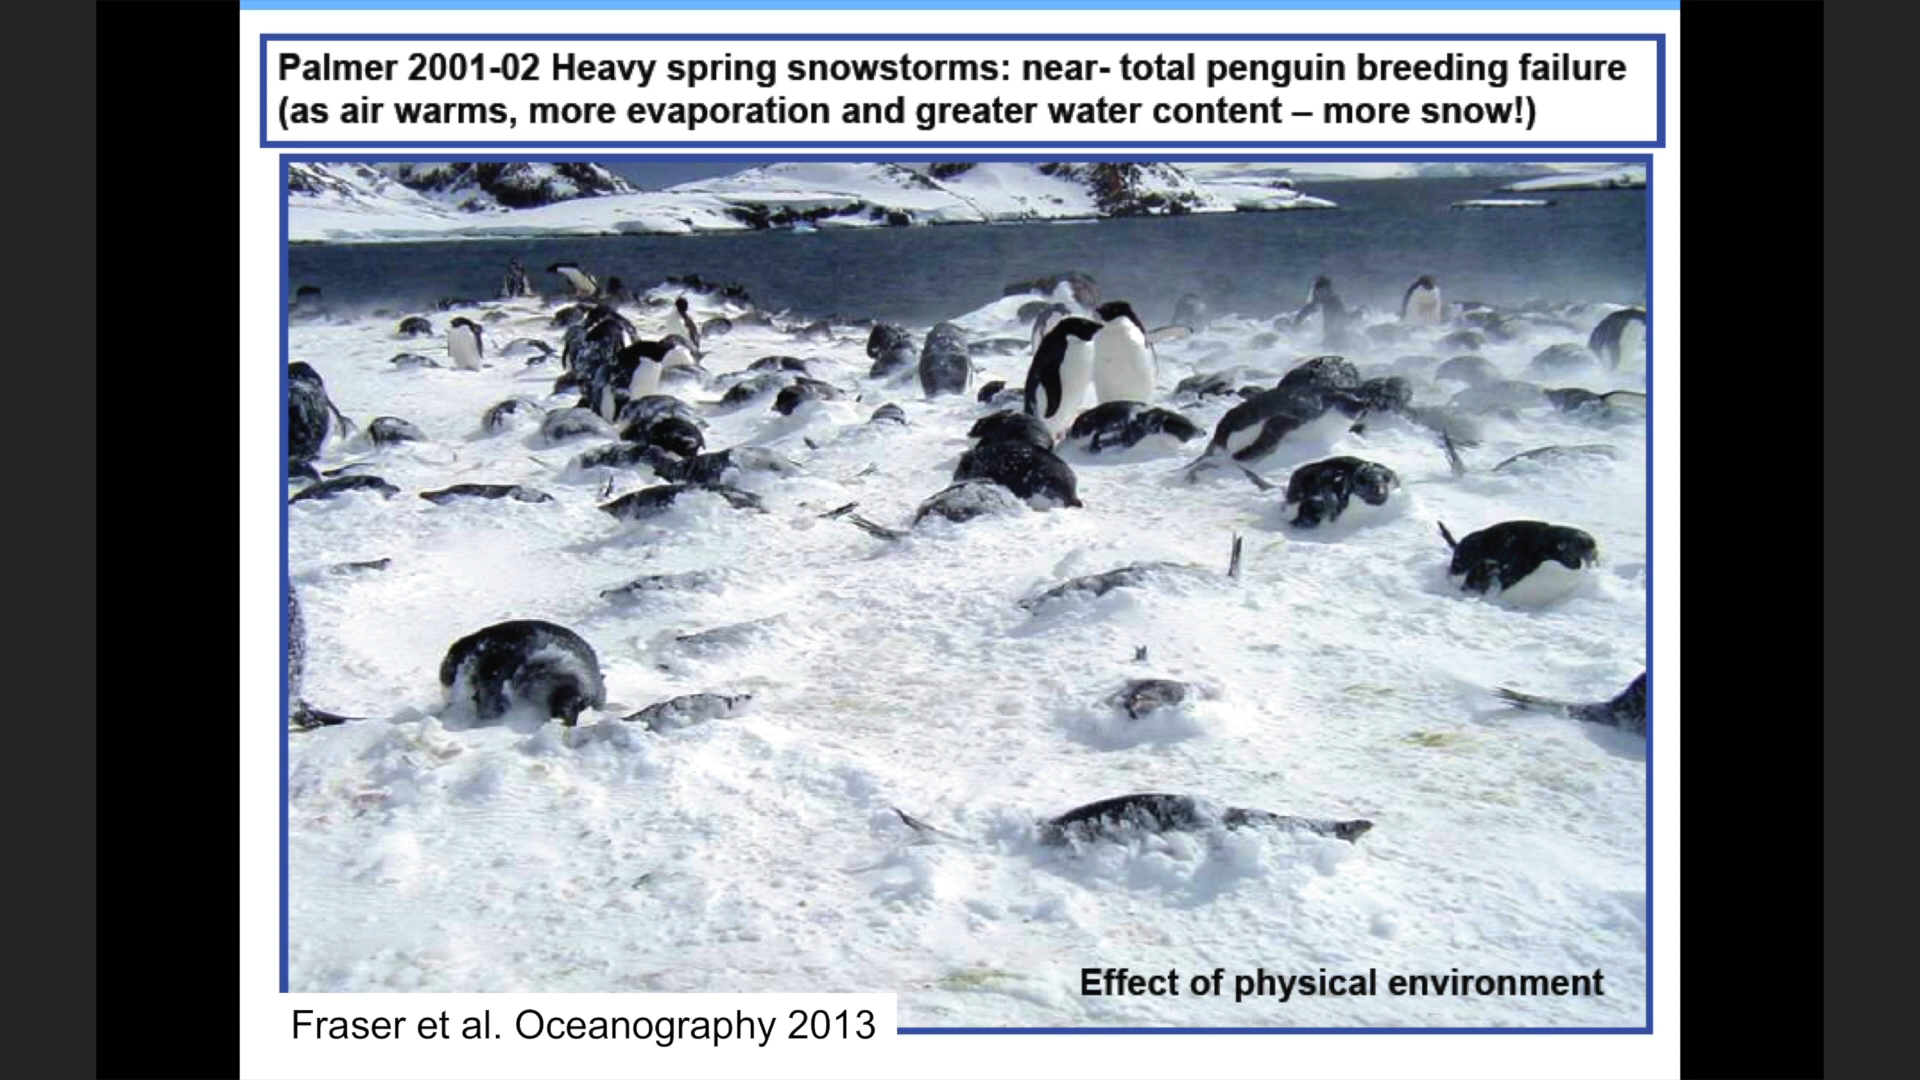 Palmer 2001-02 Heavy spring snowstorms: near- total penguin breeding failure
(as air warms, more evaporation and greater water content – more snow!)
Effect of physical environment
Fraser et al. Oceanography 2013